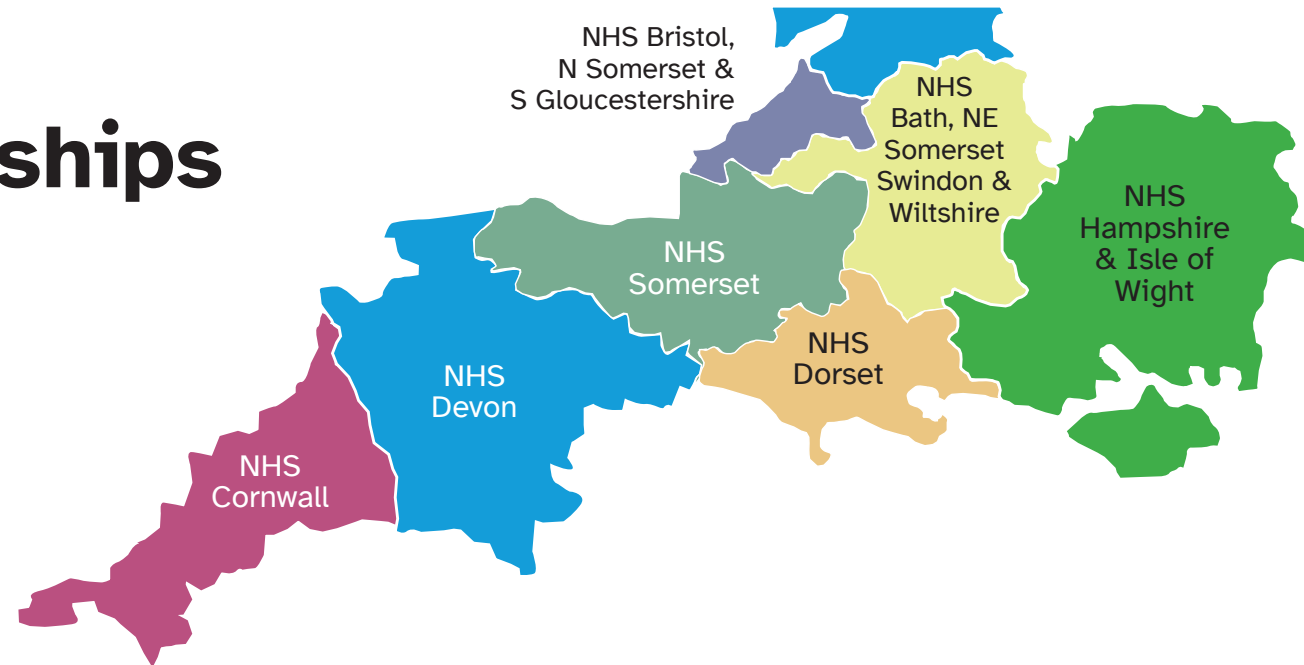 ships
NHS Bristol,
N Somerset &
S Gloucestershire
NHS
Bath, NE
Somerset
Swindon &
Wiltshire
NHS
Hampshire
& Isle of
Wight
NHS
Somerset
NHS
Dorset
NHS
Devon
NHS
Cornwall